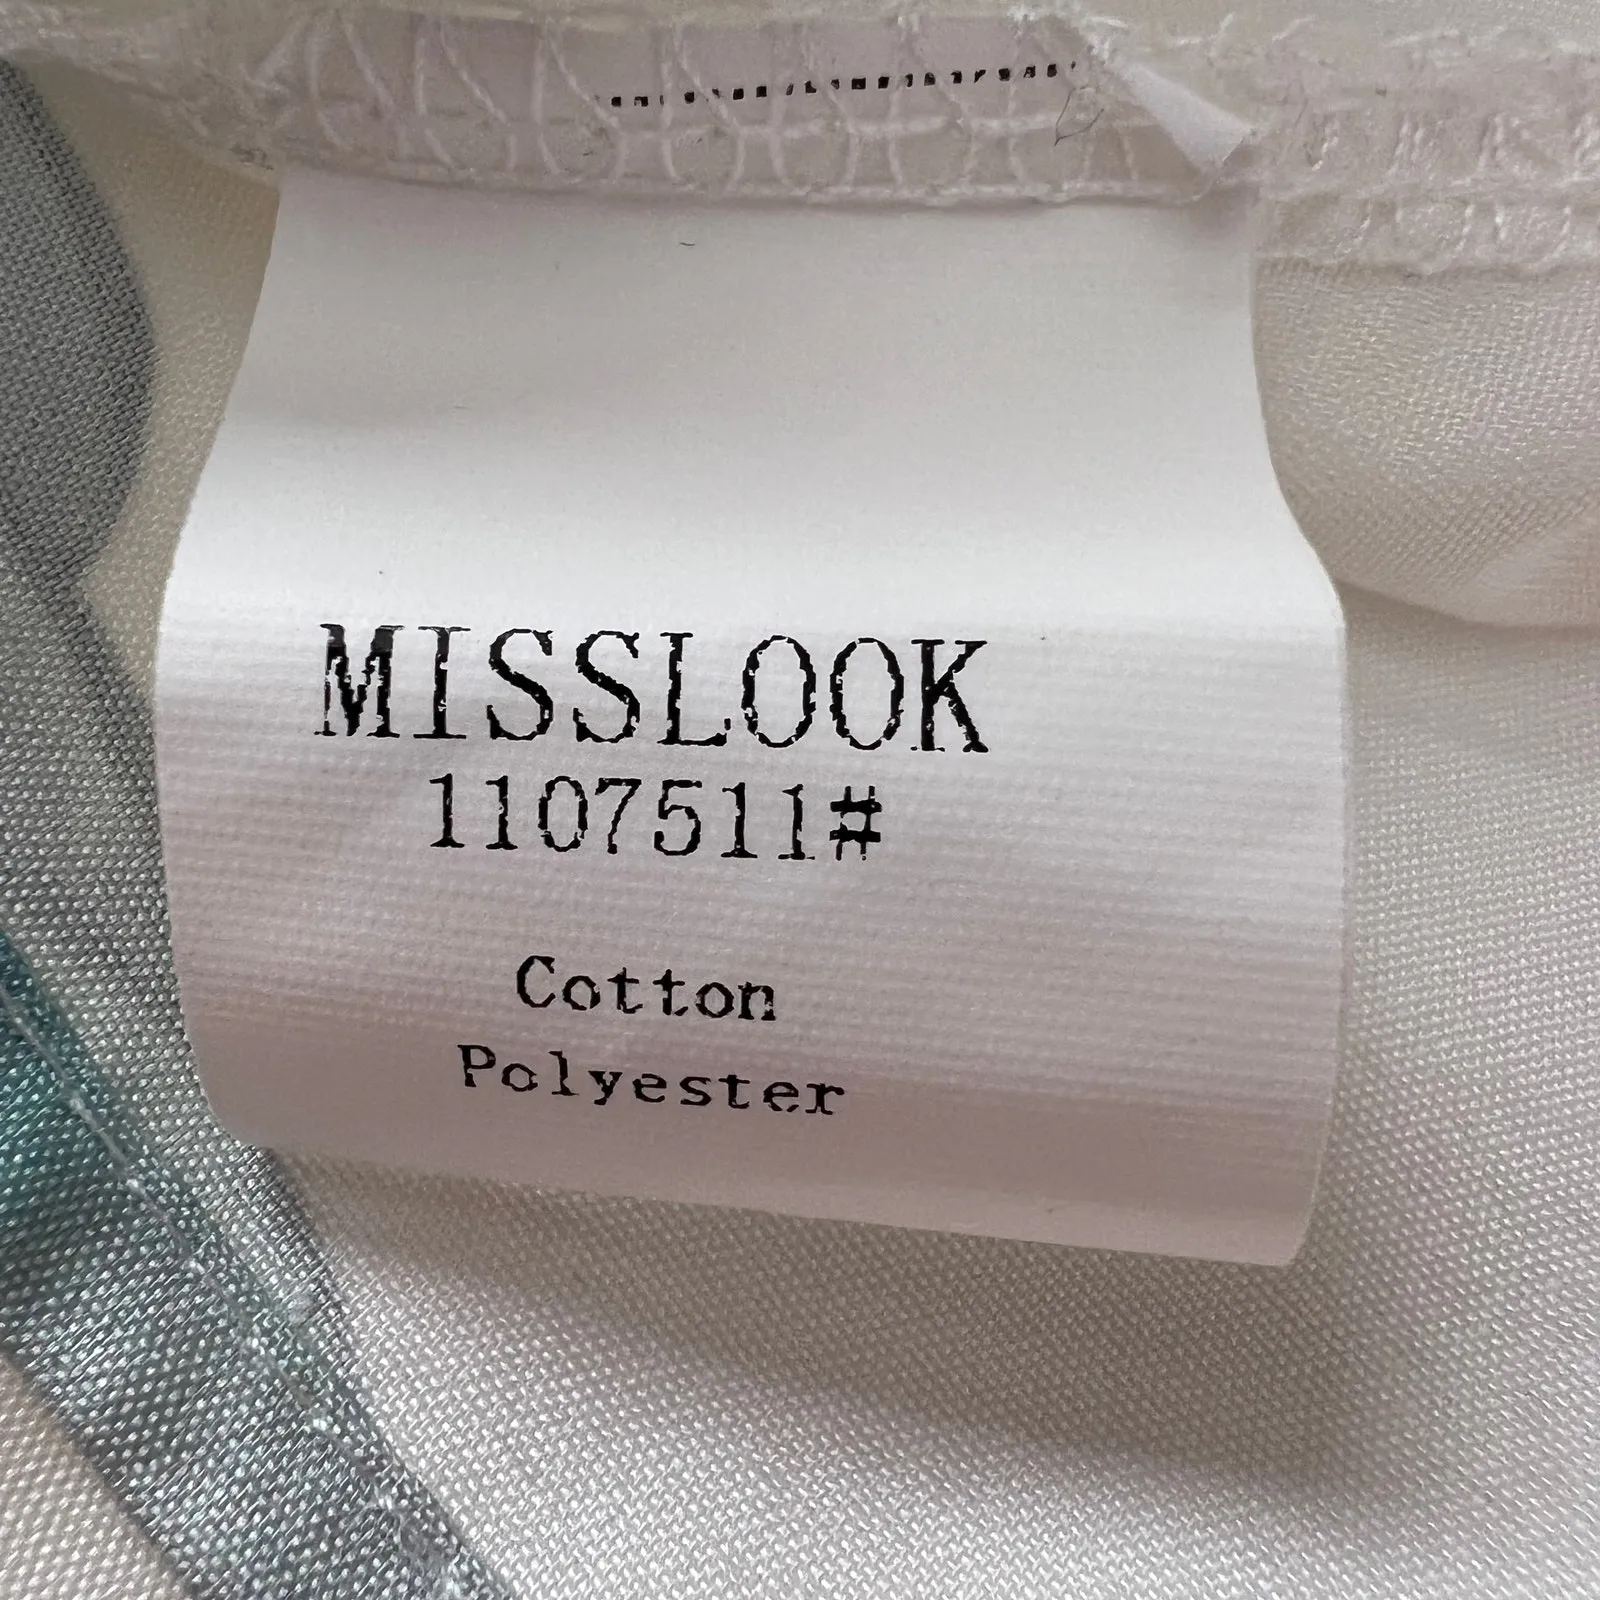 MISSLOOK
1107511#
Cotton
Polyester